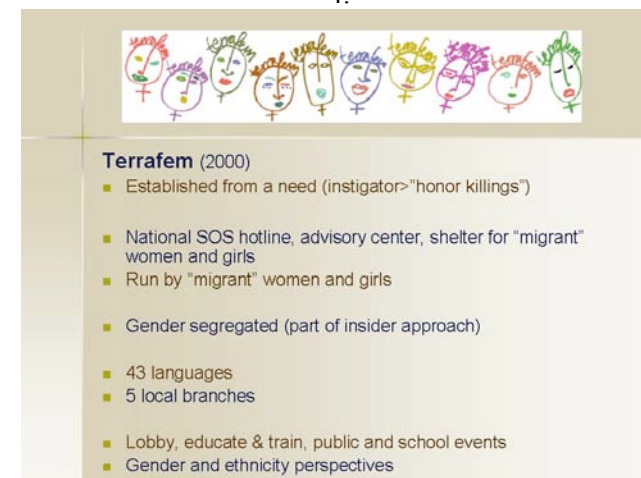 terrafem terrafem terrafem terrafem terrafem terrafem terrafem terrafem terrafem terrafem
Terrafem (2000)
Established from a need (instigator>"honor killings")
National SOS hotline, advisory center, shelter for “migrant”
women and girls
Run by “migrant” women and girls
Gender segregated (part of insider approach)
43 languages
5 local branches
Lobby, educate & train, public and school events
Gender and ethnicity perspectives